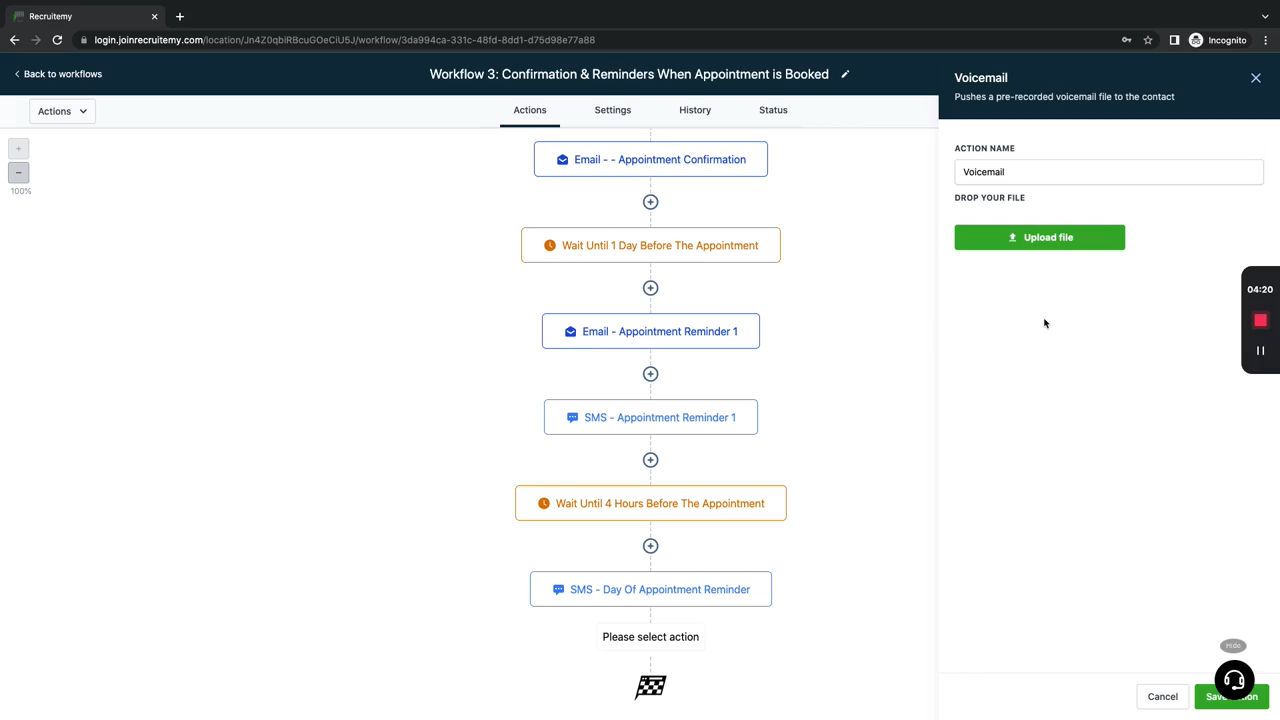 Recruitemy
login.joinrecruitemy.com/location/Jn4Z0qbiRBcuGOeCiU5J/workflow/3da994ca-331c-48fd-8dd1-d75d98e77a88
Incognito
Back to workflows
Workflow 3: Confirmation & Reminders When Appointment is Booked
Voicemail
Pushes a pre-recorded voicemail file to the contact
Actions
Actions
Settings
History
Status
+
−
100%
ACTION NAME
Voicemail
DROP YOUR FILE
Upload file
Email - - Appointment Confirmation
Wait Until 1 Day Before The Appointment
Email - Appointment Reminder 1
SMS - Appointment Reminder 1
Wait Until 4 Hours Before The Appointment
SMS - Day Of Appointment Reminder
Please select action
04:20
Hide
Cancel